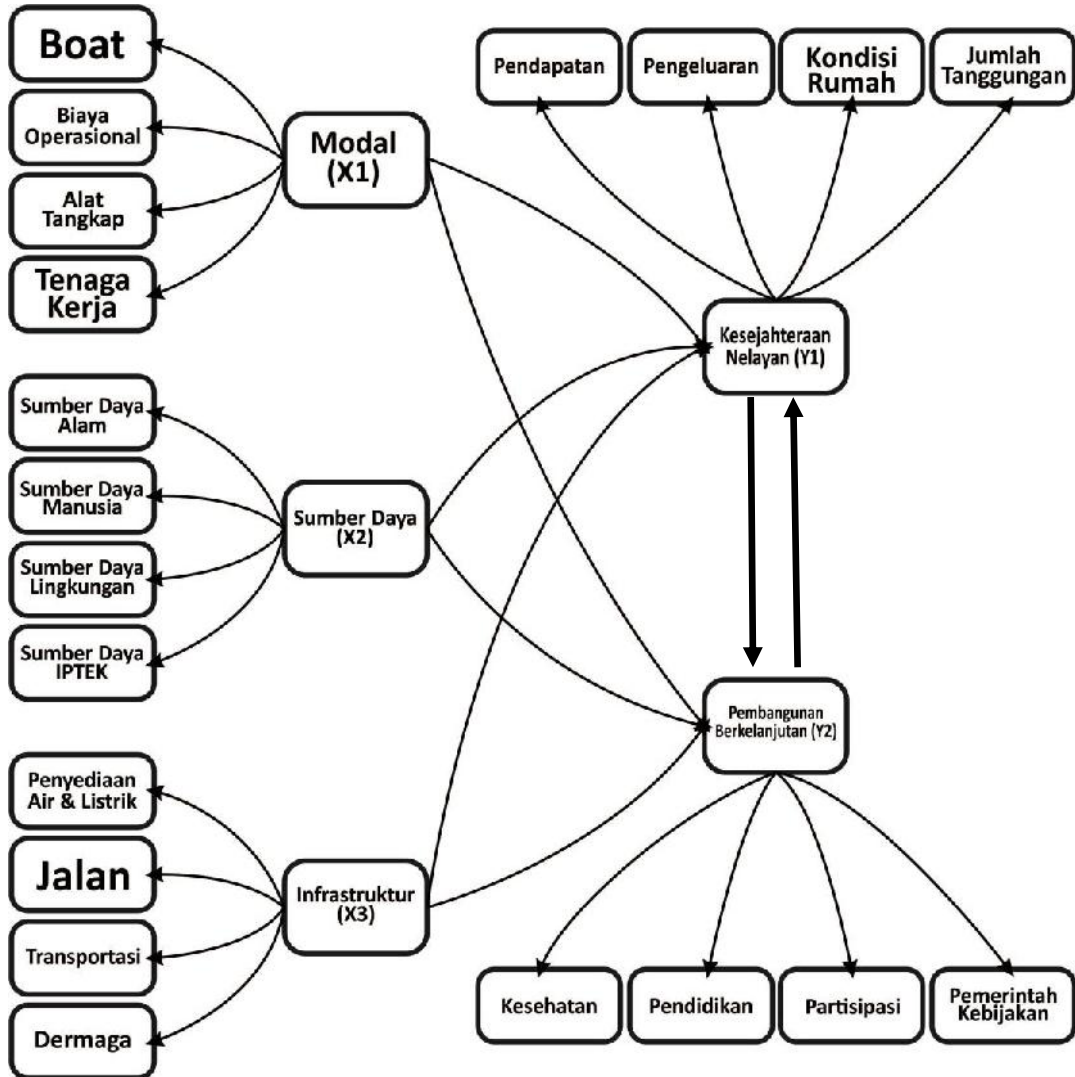 Boat
Biaya
Operasional
Alat
Tangkap
Tenaga
Kerja
Modal
(X1)
Pendapatan
Pengeluaran
Kondisi
Rumah
Jumlah
Tanggungan
Kesejahteraan
Nelayan (Y1)
Sumber Daya
Alam
Sumber Daya
Manusia
Sumber Daya
Lingkungan
Sumber Daya
IPTEK
Sumber Daya
(X2)
Pembangunan
Berkelanjutan (Y2)
Penyediaan
Air & Listrik
Jalan
Transportasi
Dermaga
Infrastruktur
(X3)
Kesehatan
Pendidikan
Partisipasi
Pemerintah
Kebijakan